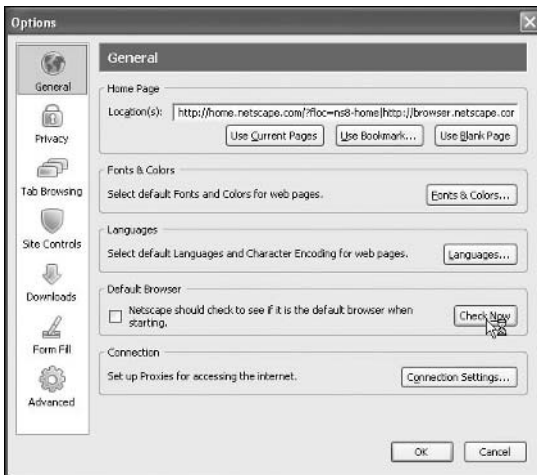 Options
General
Privacy
Tab Browsing
Site Controls
Downloads
Form Fill
Advanced
General
Home Page
Location(s): http://home.netscape.com/?floc=ns8-home|http://browser.netscape.cor
Use Current Pages Use Bookmark... Use Blank Page
Fonts & Colors
Select default Fonts and Colors for web pages. Fonts & Colors...
Languages
Select default Languages and Character Encoding for web pages. Languages...
Default Browser
Netscape should check to see if it is the default browser when
starting.
Check Now
Connection
Set up Proxies for accessing the internet. Connection Settings...
OK Cancel